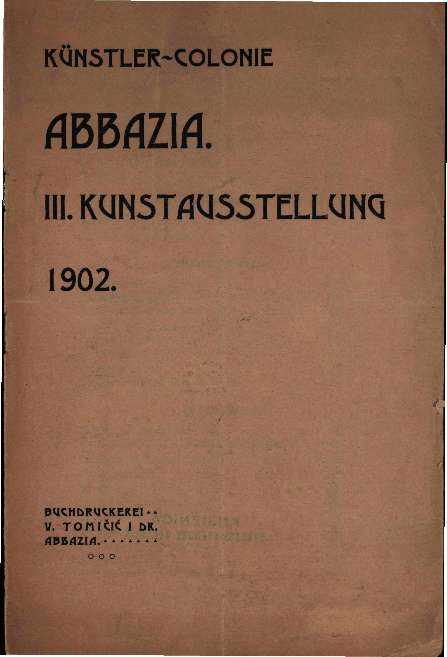 KÜNSTLER-COLONIE
ABBAZIA.
III. KUNSTAUSSTELLUNG
1902.
BUCHDRUCKEREI
V. TOMIČIĆ I DR.
ABBAZIA.